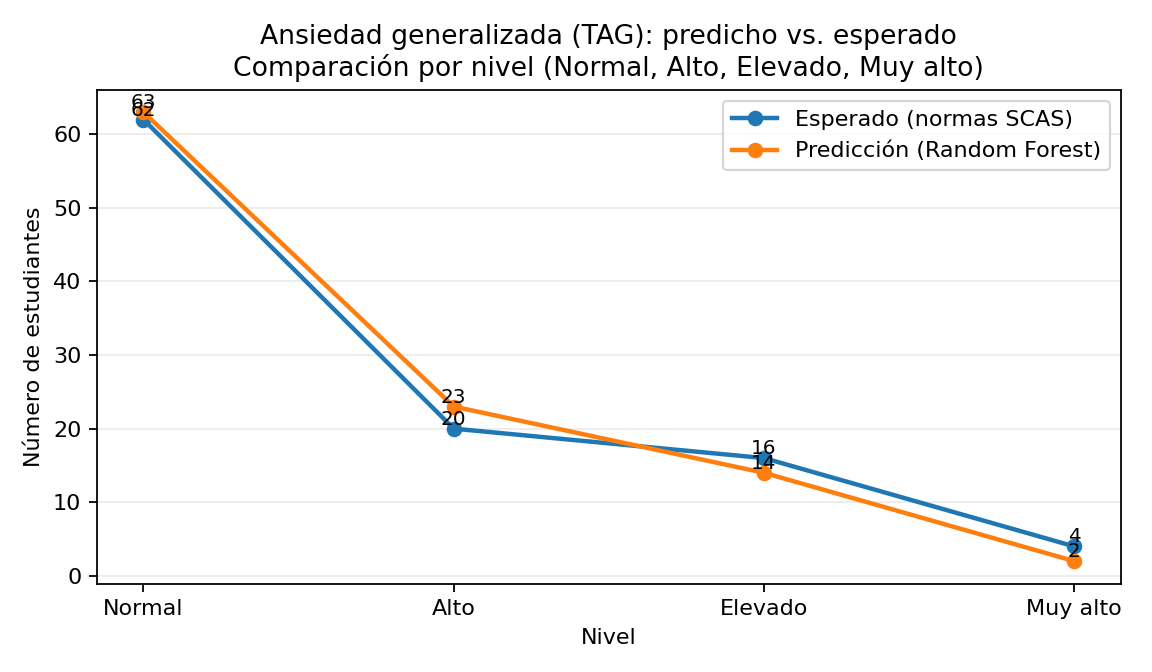 Ansiedad generalizada (TAG): predicho vs. esperado
Comparación por nivel (Normal, Alto, Elevado, Muy alto)
Esperado (normas SCAS)
Predicción (Random Forest)
Número de estudiantes
60
50
40
30
20
10
0
63
62
23
20
16
14
4
2
Normal
Alto
Elevado
Muy alto
Nivel